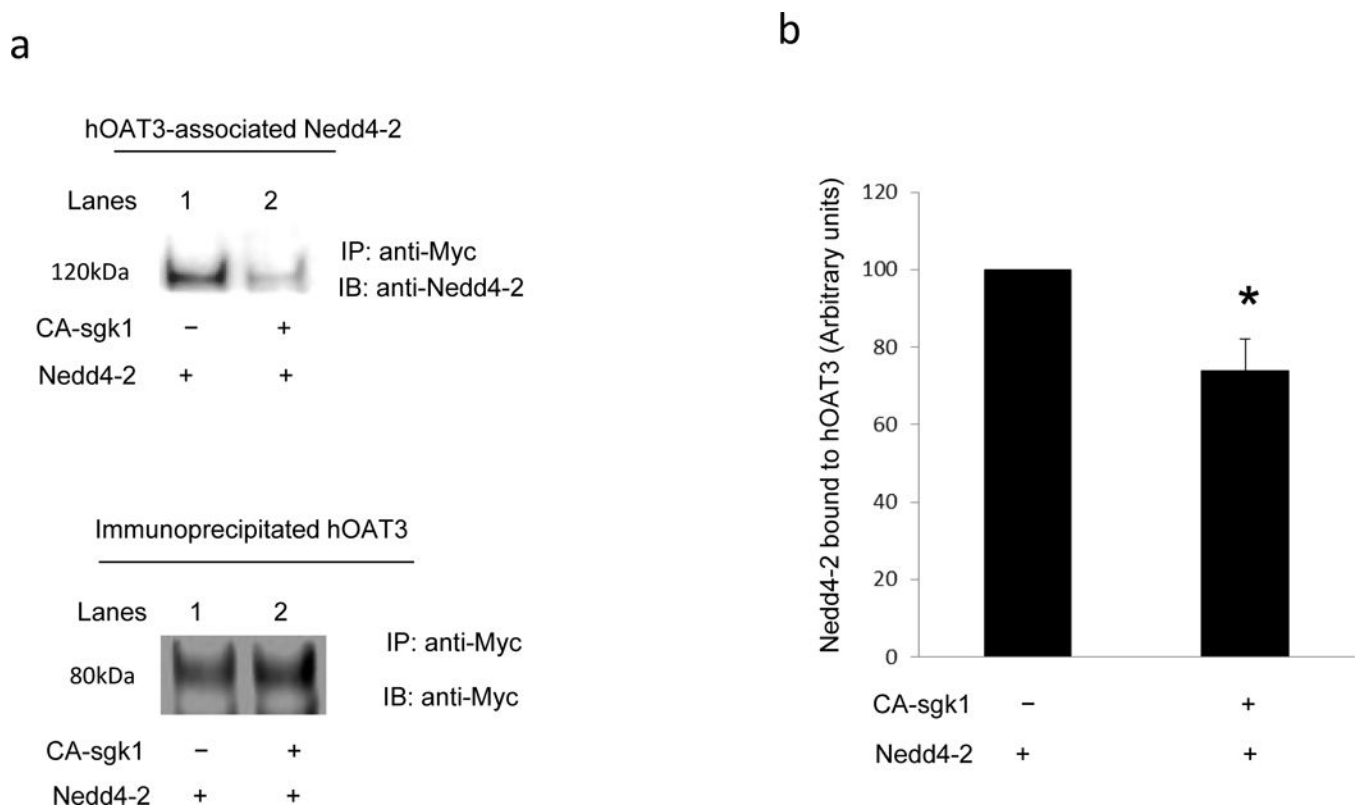 a
hOAT3-associated Nedd4-2
Lanes 1 2
120kDa
IP: anti-Myc
IB: anti-Nedd4-2
CA-sgk1 − +
Nedd4-2 + +
Immunoprecipitated hOAT3
Lanes 1 2
80kDa
IP: anti-Myc
IB: anti-Myc
CA-sgk1 − +
Nedd4-2 + +
b
Nedd4-2 bound to hOAT3 (Arbitrary units)
120
100
80
60
40
20
0
*
CA-sgk1 − +
Nedd4-2 + +